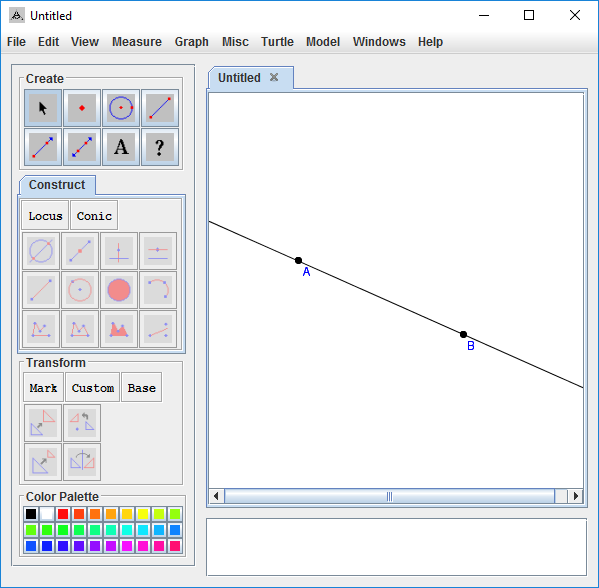 Untitled
File Edit View Measure Graph Misc Turtle Model Windows Help
Create
A ?
Construct
Locus Conic
Transform
Mark Custom Base
Color Palette
Untitled
A
B